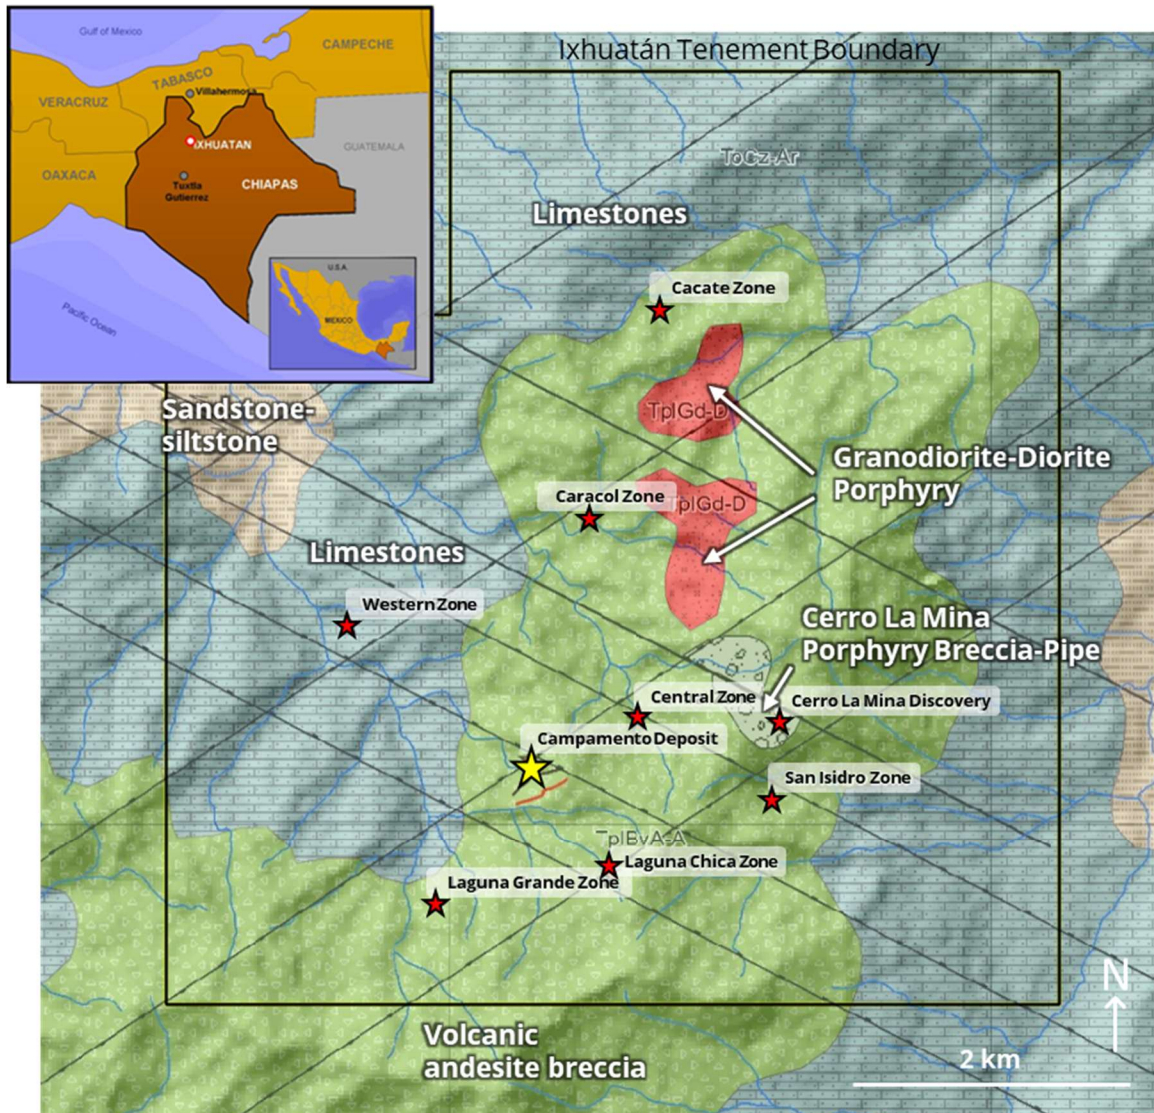 Gulf of Mexico
CAMPECHE
TABASCO
Villahermosa
VERACRUZ
IXHUATAN
GUATEMALA
OAXACA
Tuxtla
Gutierrez
CHIAPAS
Pacific Ocean
U.S.A.
MEXICO
Ixhuatán Tenement Boundary
ToCz-Ar
Limestones
Cacate Zone
Sandstone-
siltstone
TplGd-D
Granodiorite-Diorite
Porphyry
Caracol Zone
TplGd-D
Limestones
Western Zone
Cerro La Mina
Porphyry Breccia-Pipe
Central Zone
Cerro La Mina Discovery
Campamento Deposit
San Isidro Zone
TplBvA-A
Laguna Chica Zone
Laguna Grande Zone
N
Volcanic
andesite breccia
2 km